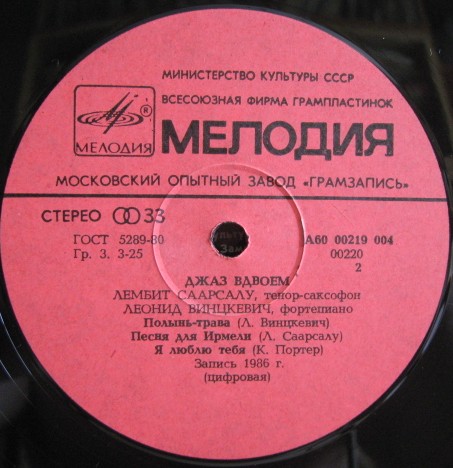 МИНИСТЕРСТВО КУЛЬТУРЫ СССР
ВСЕСОЮЗНАЯ ФИРМА ГРАМПЛАСТИНОК
®
МЕЛОДИЯ
МЕЛОДИЯ
МОСКОВСКИЙ ОПЫТНЫЙ ЗАВОД «ГРАМЗАПИСЬ»
СТЕРЕО 33
ГОСТ 5289-80
Гр. 3. 3-25
А60 00219 004
00220
2
ДЖАЗ ВДВОЕМ
ЛЕМБИТ СААРСАЛУ, тенор-саксофон
ЛЕОНИД ВИНЦКЕВИЧ, фортепиано
Полынь-трава (Л. Винцкевич)
Песня для Ирмели (Л. Саарсалу)
Я люблю тебя (К. Портер)
Запись 1986 г.
(цифровая)